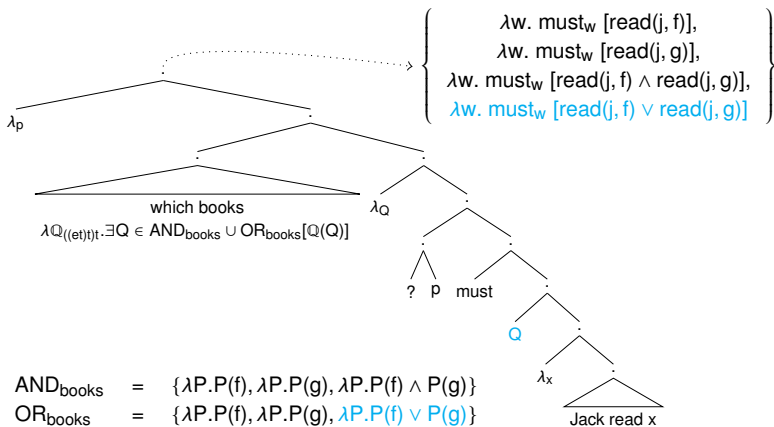 λw. must_w [read(j, f)],
λw. must_w [read(j, g)],
λw. must_w [read(j, f) ∧ read(j, g)],
λw. must_w [read(j, f) ∨ read(j, g)]
λ_p
which books
λℚ_((et)t)t.∃Q ∈ AND_books ∪ OR_books[ℚ(Q)]
λ_Q
? p must
Q
λ_x
Jack read x
AND_books = {λP.P(f), λP.P(g), λP.P(f) ∧ P(g)}
OR_books = {λP.P(f), λP.P(g), λP.P(f) ∨ P(g)}